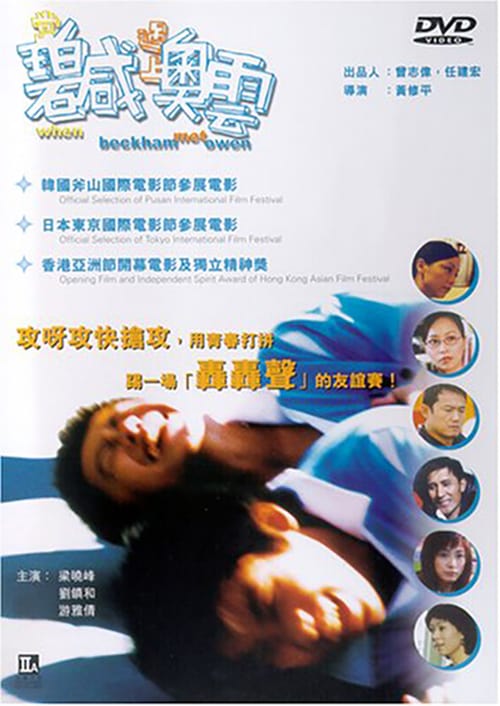 DVD
VIDEO
當
碧咸遇上奧雲
when
beckham met owen
出品人：曾志偉，任建宏
導演　：黃修平
韓國釜山國際電影節參展電影
Official Selection of Pusan International Film Festival
日本東京國際電影節參展電影
Official Selection of Tokyo International Film Festival
香港亞洲節開幕電影及獨立精神獎
Opening Film and Independent Spirit Award of Hong Kong Asian Film Festival
攻呀攻快搶攻，用青春打拼
踢一場「轟轟聲」的友誼賽！
主演：梁曉峰
劉鎮和
游雅倩
IIA